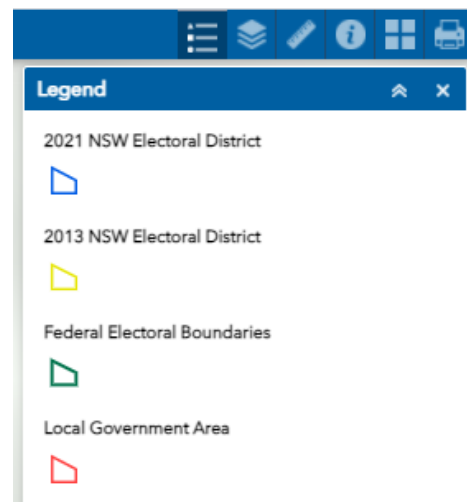 Legend
2021 NSW Electoral District
2013 NSW Electoral District
Federal Electoral Boundaries
Local Government Area